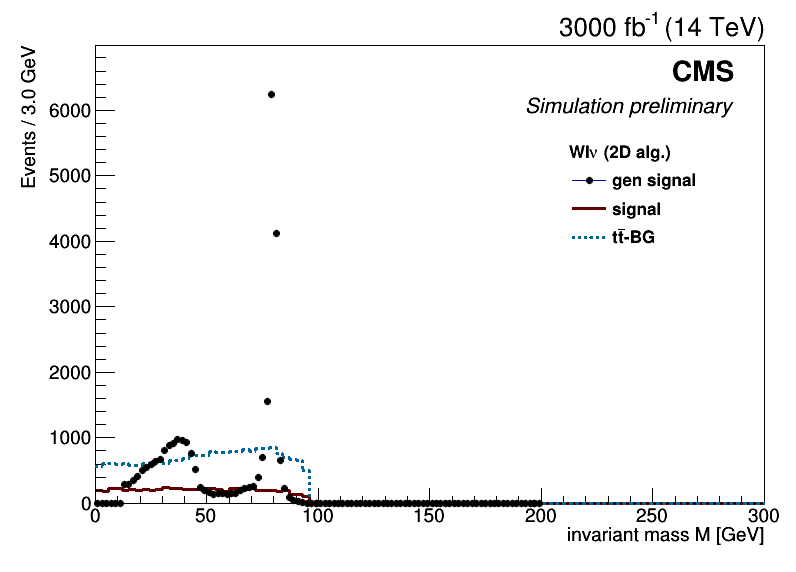 3000 fb⁻¹ (14 TeV)
CMS
Simulation preliminary
Wlν (2D alg.)
gen signal
signal
tt̄-BG
Events / 3.0 GeV
6000
5000
4000
3000
2000
1000
0
0 50 100 150 200 250 300
invariant mass M [GeV]